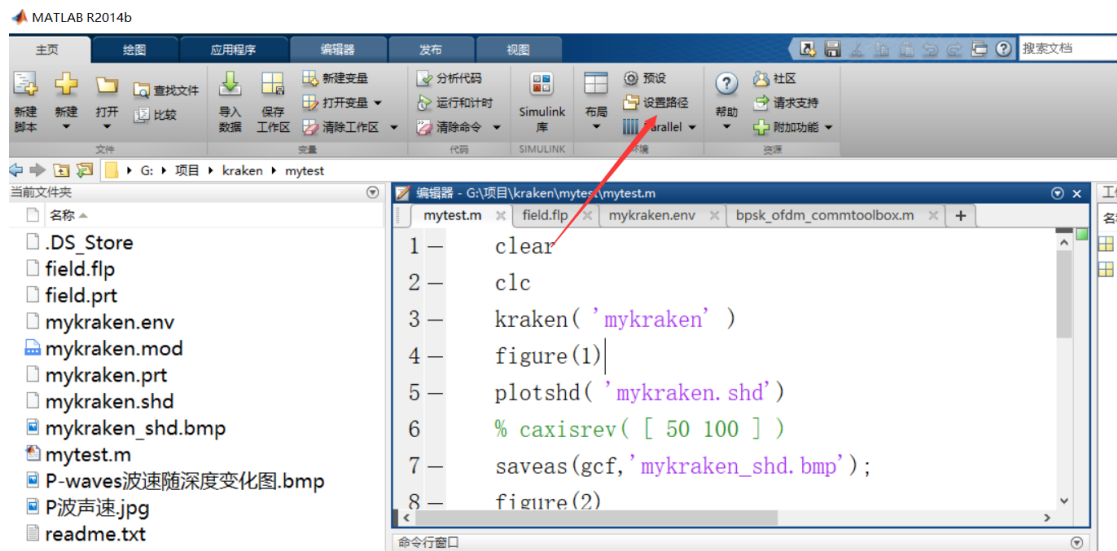 MATLAB R2014b
主页 绘图 应用程序 编辑器 发布 视图 搜索文档
新建脚本 新建 打开 查找文件 比较
导入数据 保存工作区 新建变量 打开变量 清除工作区
分析代码 运行和计时 清除命令
Simulink库
布局 预设 设置路径 Parallel
帮助 社区 请求支持 附加功能
文件 变量 代码 SIMULINK 环境 资源
G: 项目 kraken mytest
当前文件夹
名称
.DS_Store
field.flp
field.prt
mykraken.env
mykraken.mod
mykraken.prt
mykraken.shd
mykraken_shd.bmp
mytest.m
P-waves波速随深度变化图.bmp
P波声速.jpg
readme.txt
编辑器 - G:\项目\kraken\mytest\mytest.m
mytest.m field.flp mykraken.env bpsk_ofdm_commtoolbox.m
1 clear
2 clc
3 kraken( 'mykraken' )
4 figure(1)
5 plotshd( 'mykraken.shd')
6 % caxisrev( [ 50 100 ] )
7 saveas(gcf,'mykraken_shd.bmp');
8 figure(2)
命令行窗口